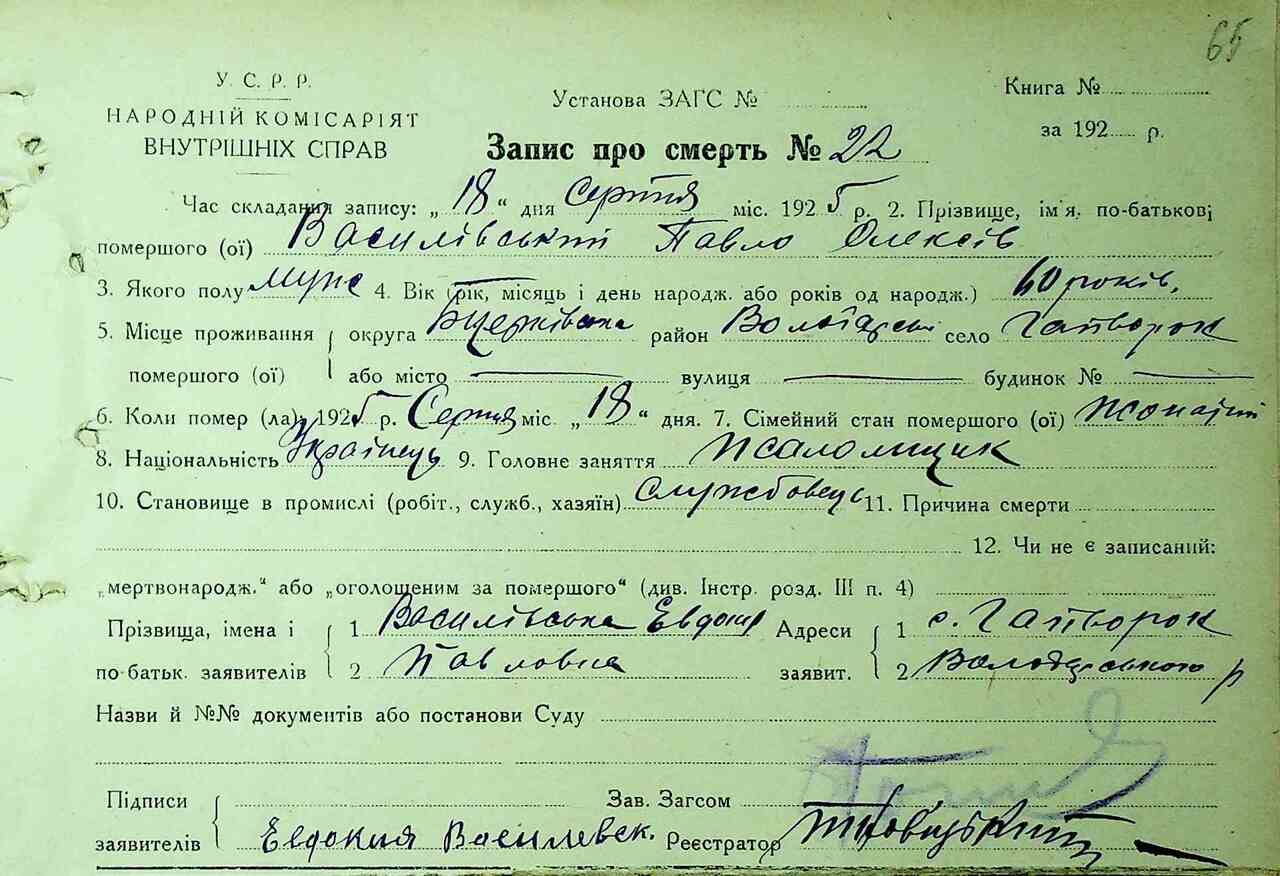 65
У. С. Р. Р.
НАРОДНІЙ КОМІСАРІЯТ
ВНУТРІШНІХ СПРАВ
Установа ЗАГС №
Книга №
за 192 р.
Запис про смерть № 22
Час складання запису: „ 18 “ дня серпня міс. 1925 р. 2. Прізвище, ім'я, по-батькові
помершого (ої) Василівський Павло Олексів
3. Якого полу муж 4. Вік (рік, місяць і день народж. або років од народж.) 60 років.
5. Місце проживання округа Б Церківська район Володарськ село Гайворон
помершого (ої) або місто — вулиця — будинок № —
6. Коли помер (ла): 1925 р. Серпня міс. „ 18 “ дня. 7. Сімейний стан помершого (ої) жонатий
8. Національність Українець 9. Головне заняття Псаломщик
10. Становище в промислі (робіт., служб., хазяїн) службовець 11. Причина смерти
12. Чи не є записаний:
„мертвонародж.“ або „оголошеним за помершого“ (див. Інстр. розд. III п. 4)
Прізвища, імена і 1 Василівська Евдокия Адреси 1 с. Гайворон
по-батьк. заявителів 2 Павловна заявит. 2 Володарського р
Назви й №№ документів або постанови Суду
Підписи Зав. Загсом
заявителів Евдокия Василевск. Реєстратор